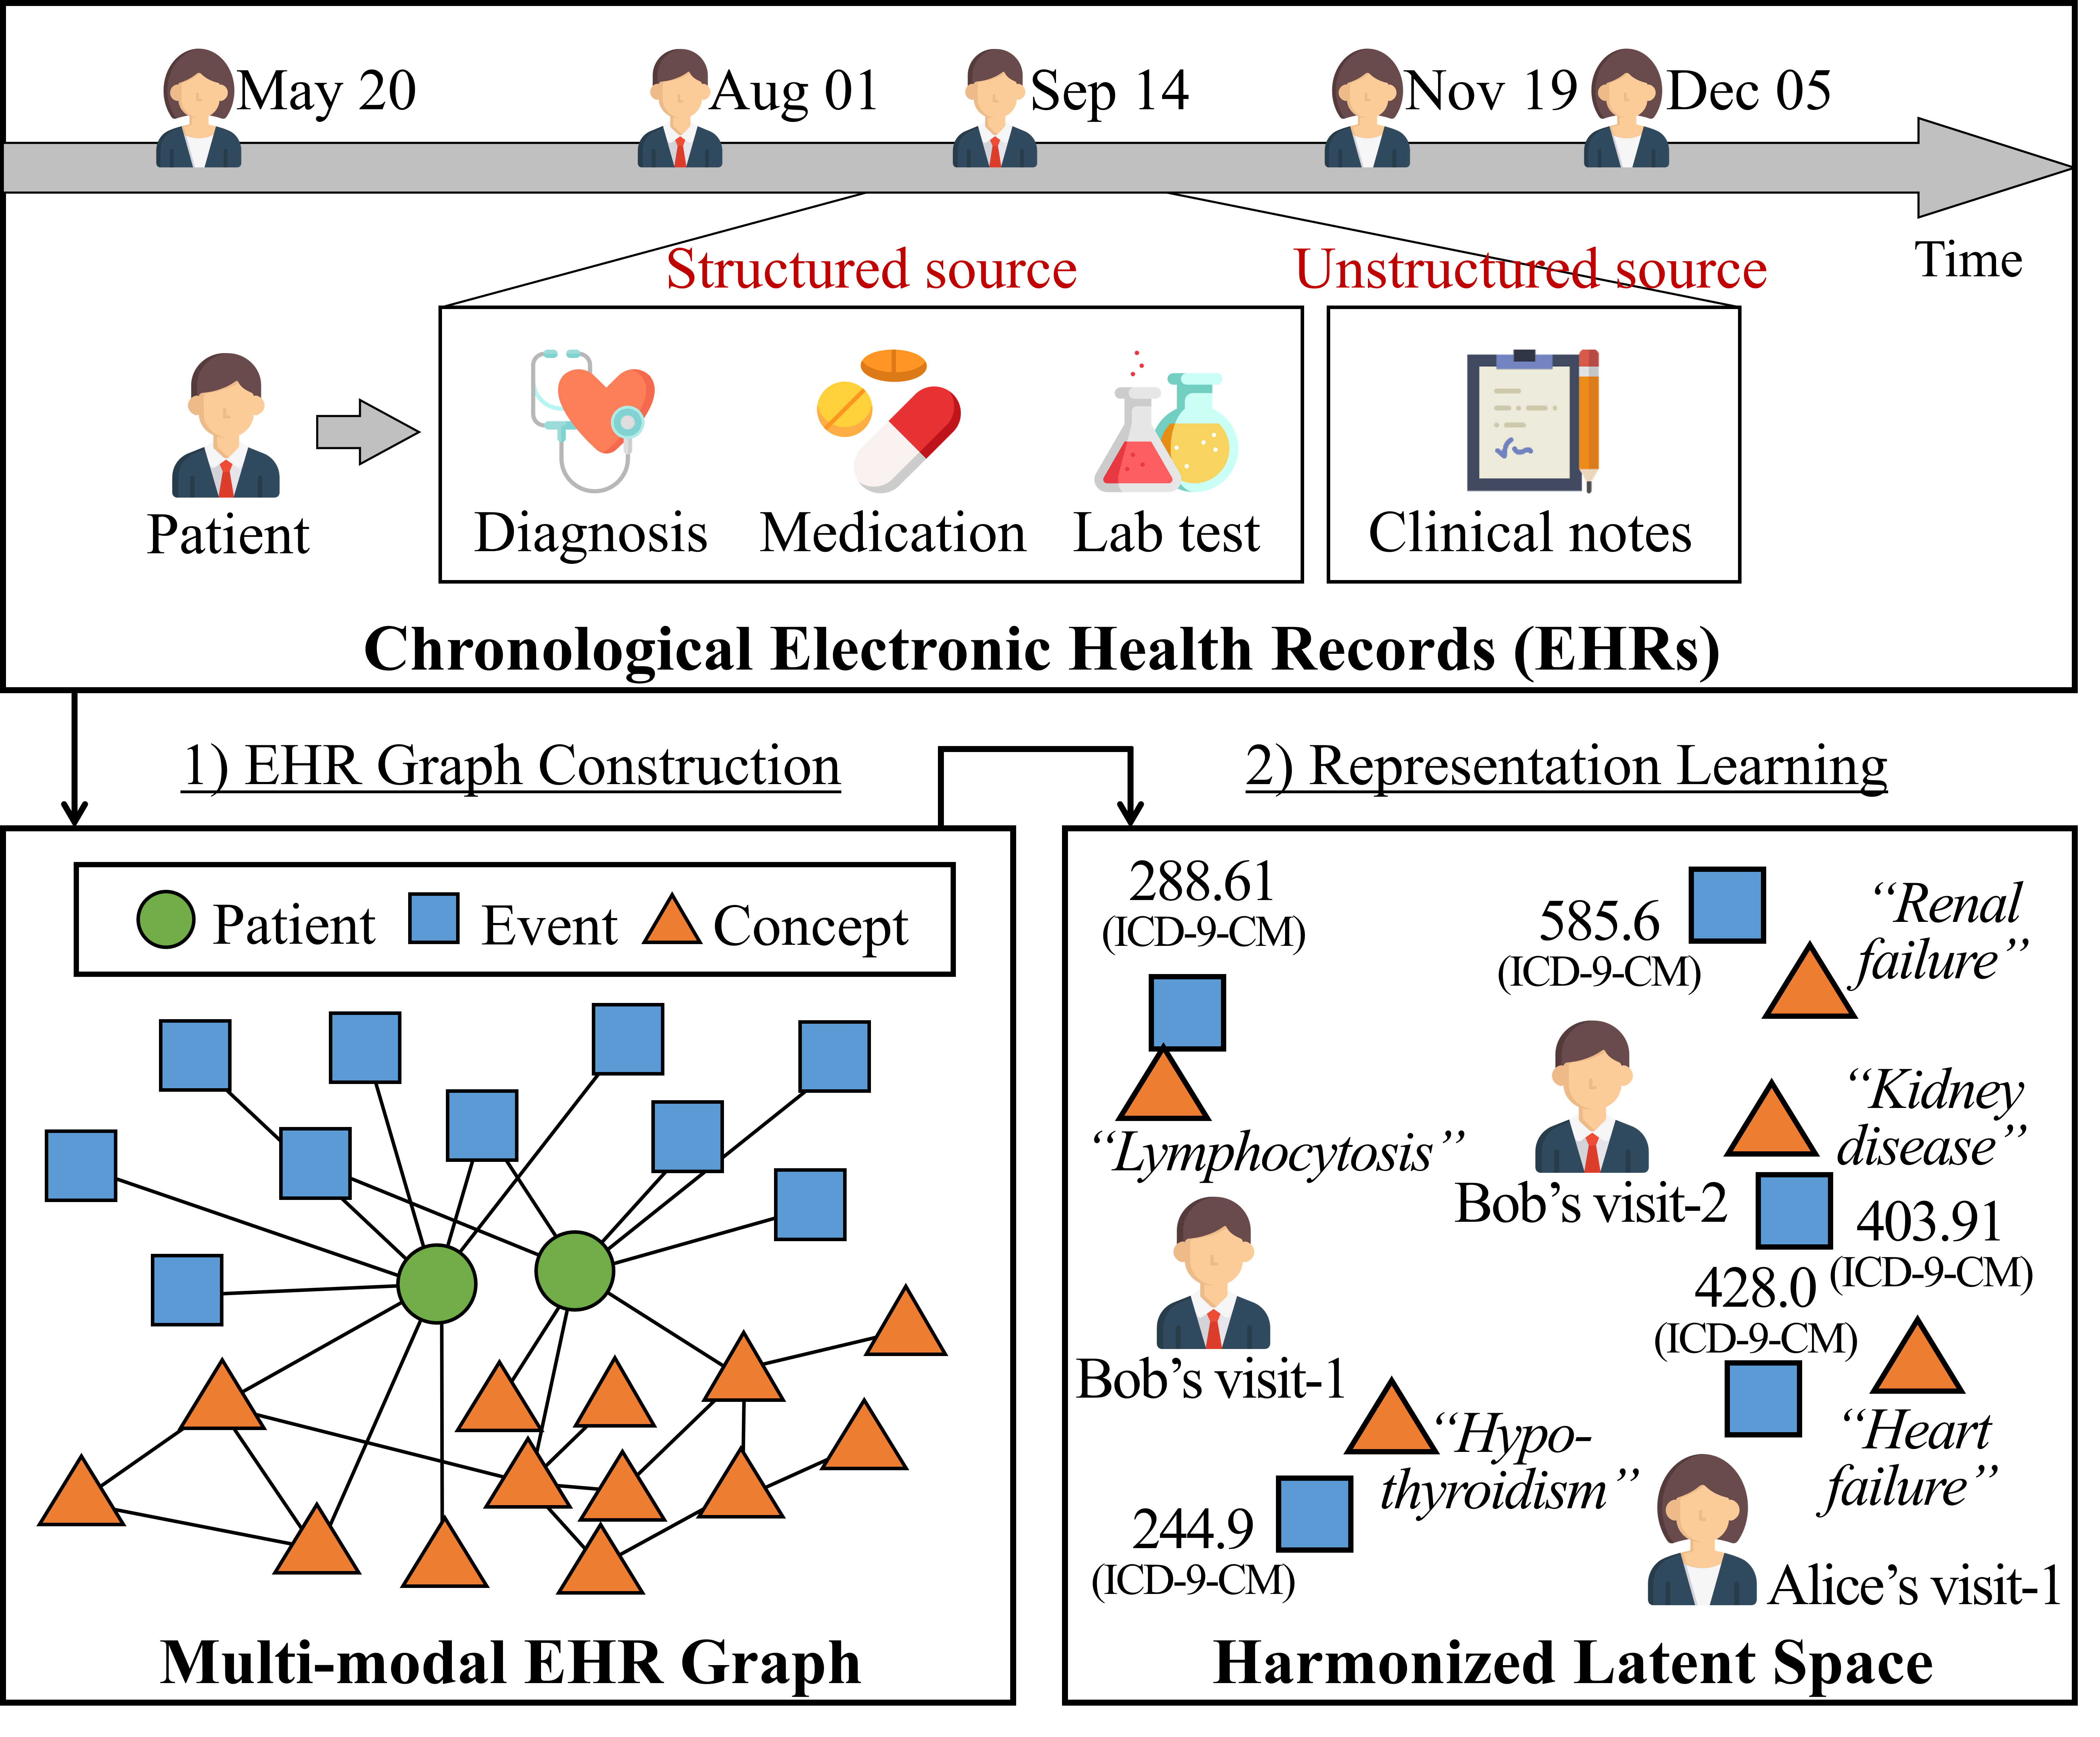 May 20
Aug 01
Sep 14
Nov 19
Dec 05
Time
Structured source
Unstructured source
Patient
Diagnosis
Medication
Lab test
Clinical notes
Chronological Electronic Health Records (EHRs)
1) EHR Graph Construction
2) Representation Learning
Patient
Event
Concept
Multi-modal EHR Graph
288.61
(ICD-9-CM)
“Lymphocytosis”
585.6
(ICD-9-CM)
“Renal
failure”
“Kidney
disease”
Bob’s visit-2
403.91
(ICD-9-CM)
428.0
(ICD-9-CM)
Bob’s visit-1
“Hypo-
thyroidism”
“Heart
failure”
244.9
(ICD-9-CM)
Alice’s visit-1
Harmonized Latent Space